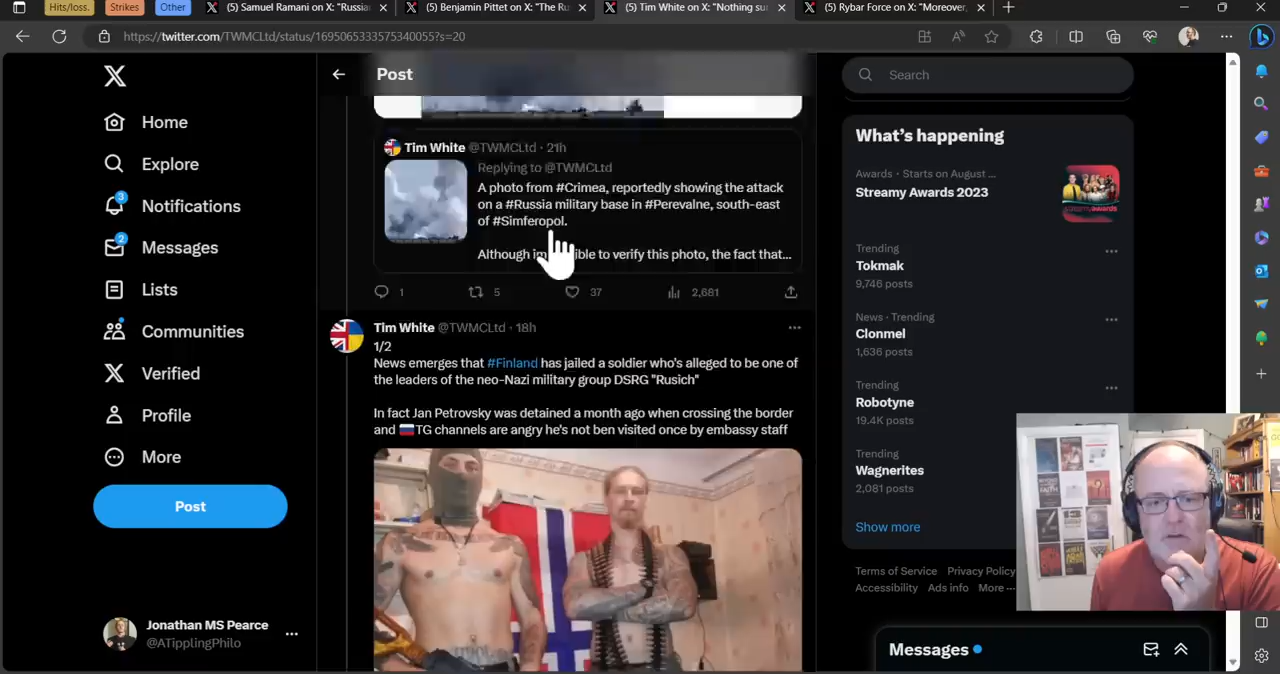 Hits/loss.
Strikes
Other
(5) Samuel Ramani on X: "Russia
(5) Benjamin Pittet on X: "The Ru
(5) Tim White on X: "Nothing su
(5) Rybar Force on X: "Moreover,
https://twitter.com/TWMCLtd/status/1695065333575340055?s=20
Home
Explore
3
Notifications
2
Messages
Lists
Communities
Verified
Profile
More
Post
Jonathan MS Pearce
@ATipplingPhilo
Post
Tim White @TWMCLtd · 21h
Replying to @TWMCLtd
A photo from #Crimea, reportedly showing the attack
on a #Russia military base in #Perevalne, south-east
of #Simferopol.
Although im ible to verify this photo, the fact that...
1
5
37
2,681
Tim White @TWMCLtd · 18h
1/2
News emerges that #Finland has jailed a soldier who's alleged to be one of
the leaders of the neo-Nazi military group DSRG "Rusich"
In fact Jan Petrovsky was detained a month ago when crossing the border
and TG channels are angry he's not ben visited once by embassy staff
Search
What's happening
Awards · Starts on August ...
Streamy Awards 2023
Trending
Tokmak
9,746 posts
News · Trending
Clonmel
1,636 posts
Trending
Robotyne
19.4K posts
Trending
Wagnerites
2,081 posts
Show more
Terms of Service Privacy Policy
Accessibility Ads info More ...
Messages